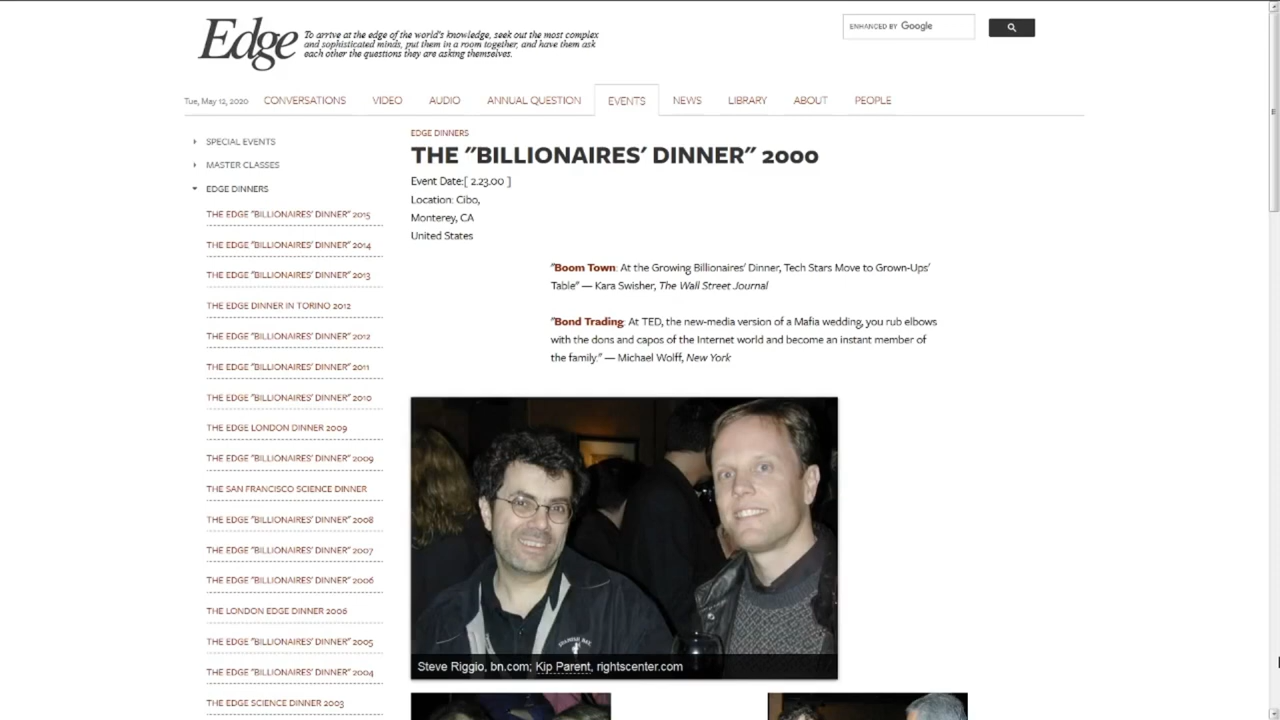 Edge
To arrive at the edge of the world's knowledge, seek out the most complex
and sophisticated minds, put them in a room together, and have them ask
each other the questions they are asking themselves.
ENHANCED BY Google
Tue, May 12, 2020
CONVERSATIONS
VIDEO
AUDIO
ANNUAL QUESTION
EVENTS
NEWS
LIBRARY
ABOUT
PEOPLE
SPECIAL EVENTS
MASTER CLASSES
EDGE DINNERS
THE EDGE "BILLIONAIRES' DINNER" 2015
THE EDGE "BILLIONAIRES' DINNER" 2014
THE EDGE "BILLIONAIRES' DINNER" 2013
THE EDGE DINNER IN TORINO 2012
THE EDGE "BILLIONAIRES' DINNER" 2012
THE EDGE "BILLIONAIRES' DINNER" 2011
THE EDGE "BILLIONAIRES' DINNER" 2010
THE EDGE LONDON DINNER 2009
THE EDGE "BILLIONAIRES' DINNER" 2009
THE SAN FRANCISCO SCIENCE DINNER
THE EDGE "BILLIONAIRES' DINNER" 2008
THE EDGE "BILLIONAIRES' DINNER" 2007
THE EDGE "BILLIONAIRES' DINNER" 2006
THE LONDON EDGE DINNER 2006
THE EDGE "BILLIONAIRES' DINNER" 2005
THE EDGE "BILLIONAIRES' DINNER" 2004
THE EDGE SCIENCE DINNER 2003
EDGE DINNERS
THE "BILLIONAIRES' DINNER" 2000
Event Date:[ 2.23.00 ]
Location: Cibo,
Monterey, CA
United States
"Boom Town: At the Growing Billionaires' Dinner, Tech Stars Move to Grown-Ups'
Table" — Kara Swisher, The Wall Street Journal
"Bond Trading: At TED, the new-media version of a Mafia wedding, you rub elbows
with the dons and capos of the Internet world and become an instant member of
the family." — Michael Wolff, New York
Steve Riggio, bn.com; Kip Parent, rightscenter.com